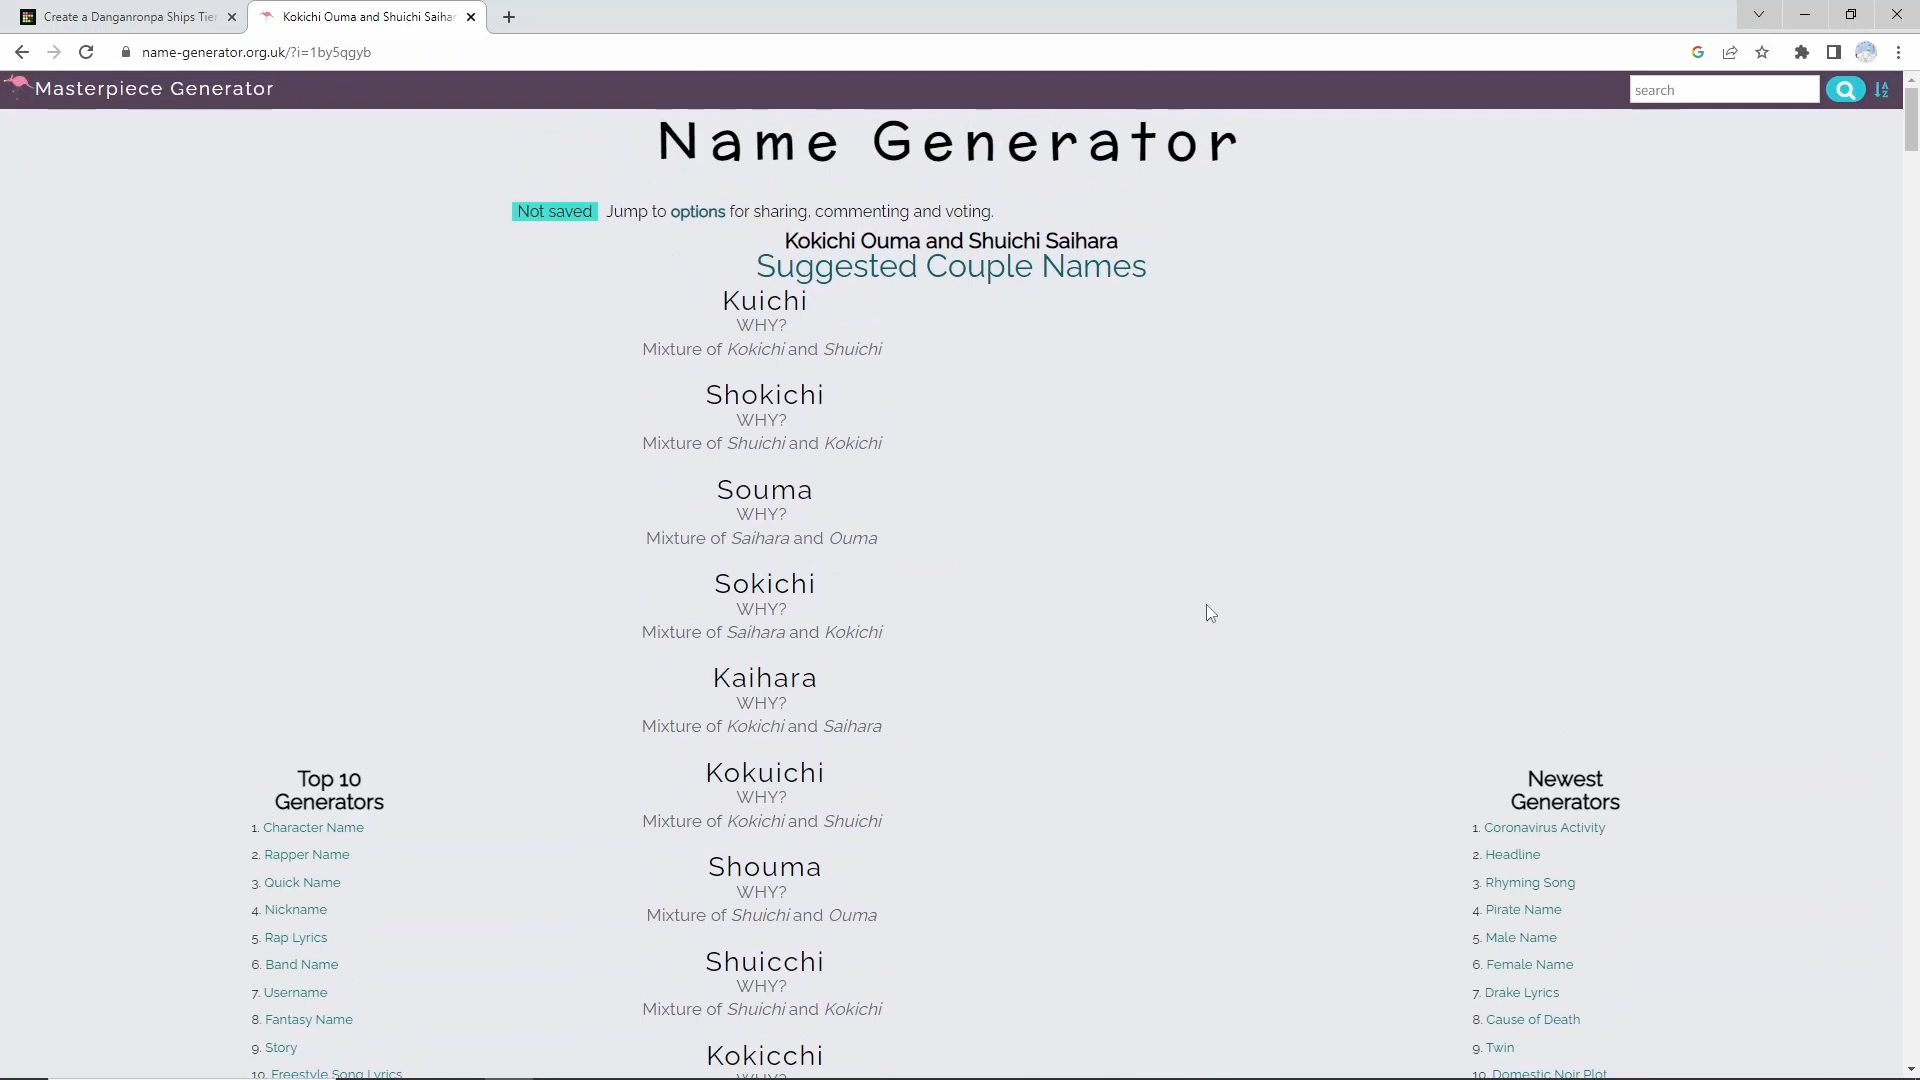 Create a Danganronpa Ships Tier
Kokichi Ouma and Shuichi Saihar
name-generator.org.uk/?i=1by5qgyb
Masterpiece Generator
search
Name Generator
Not saved Jump to options for sharing, commenting and voting.
Kokichi Ouma and Shuichi Saihara
Suggested Couple Names
Kuichi
WHY?
Mixture of Kokichi and Shuichi
Shokichi
WHY?
Mixture of Shuichi and Kokichi
Souma
WHY?
Mixture of Saihara and Ouma
Sokichi
WHY?
Mixture of Saihara and Kokichi
Kaihara
WHY?
Mixture of Kokichi and Saihara
Kokuichi
WHY?
Mixture of Kokichi and Shuichi
Shouma
WHY?
Mixture of Shuichi and Ouma
Shuicchi
WHY?
Mixture of Shuichi and Kokichi
Kokicchi
WHY?
Top 10
Generators
1. Character Name
2. Rapper Name
3. Quick Name
4. Nickname
5. Rap Lyrics
6. Band Name
7. Username
8. Fantasy Name
9. Story
10. Freestyle Song Lyrics
Newest
Generators
1. Coronavirus Activity
2. Headline
3. Rhyming Song
4. Pirate Name
5. Male Name
6. Female Name
7. Drake Lyrics
8. Cause of Death
9. Twin
10. Domestic Noir Plot